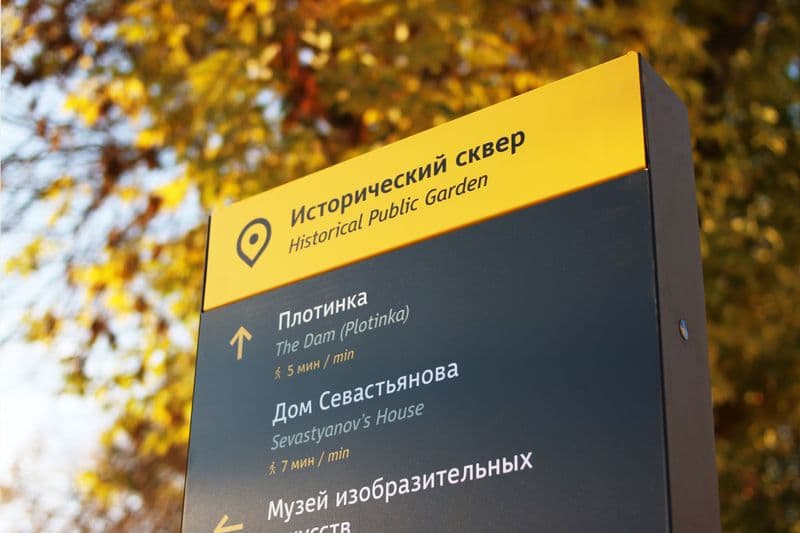 Исторический сквер
Historical Public Garden
Плотинка
The Dam (Plotinka)
5 мин / min
Дом Севастьянова
Sevastyanov's House
7 мин / min
Музей изобразительных